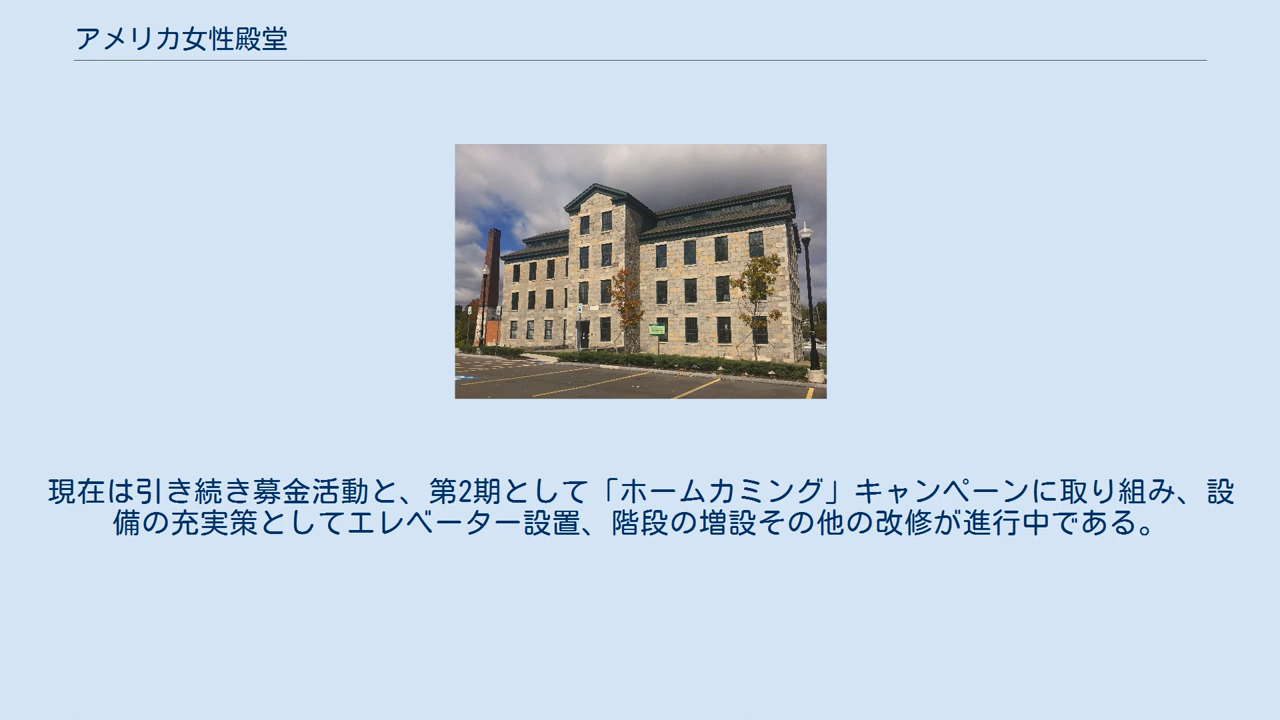 アメリカ女性殿堂
現在は引き続き募金活動と、第2期として「ホームカミング」キャンペーンに取り組み、設
備の充実策としてエレベーター設置、階段の増設その他の改修が進行中である。